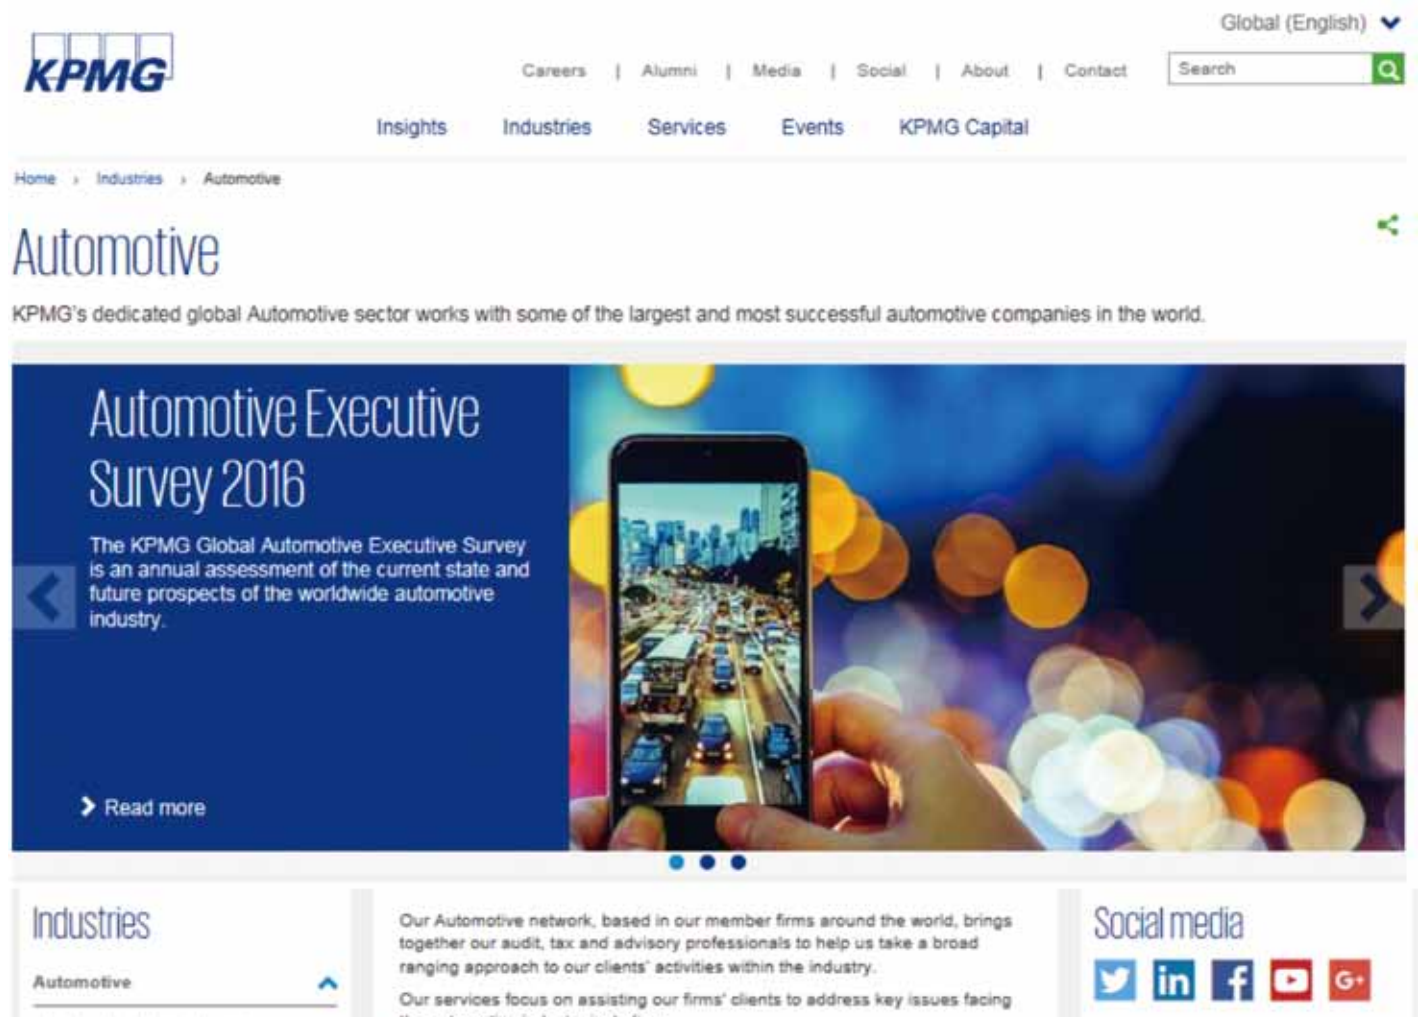 Global (English)
KPMG
Careers | Alumni | Media | Social | About | Contact
Search
Insights Industries Services Events KPMG Capital
Home › Industries › Automotive
Automotive
KPMG's dedicated global Automotive sector works with some of the largest and most successful automotive companies in the world.
Automotive Executive
Survey 2016
The KPMG Global Automotive Executive Survey
is an annual assessment of the current state and
future prospects of the worldwide automotive
industry.
Read more
Industries
Automotive
Our Automotive network, based in our member firms around the world, brings
together our audit, tax and advisory professionals to help us take a broad
ranging approach to our clients' activities within the industry.
Our services focus on assisting our firms' clients to address key issues facing
Social media
in f G+